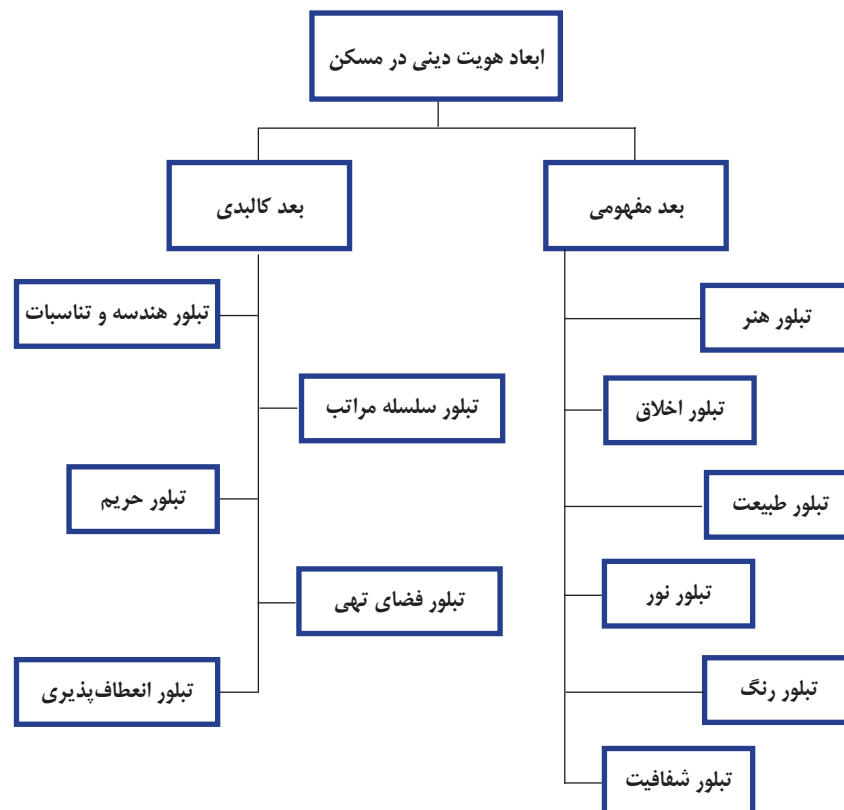 ابعاد هویت دینی در مسکن
بعد مفهومی
بعد کالبدی
تبلور هنر
تبلور اخلاق
تبلور طبیعت
تبلور نور
تبلور رنگ
تبلور شفافیت
تبلور هندسه و تناسبات
تبلور سلسله مراتب
تبلور حریم
تبلور فضای تهی
تبلور انعطاف‌پذیری